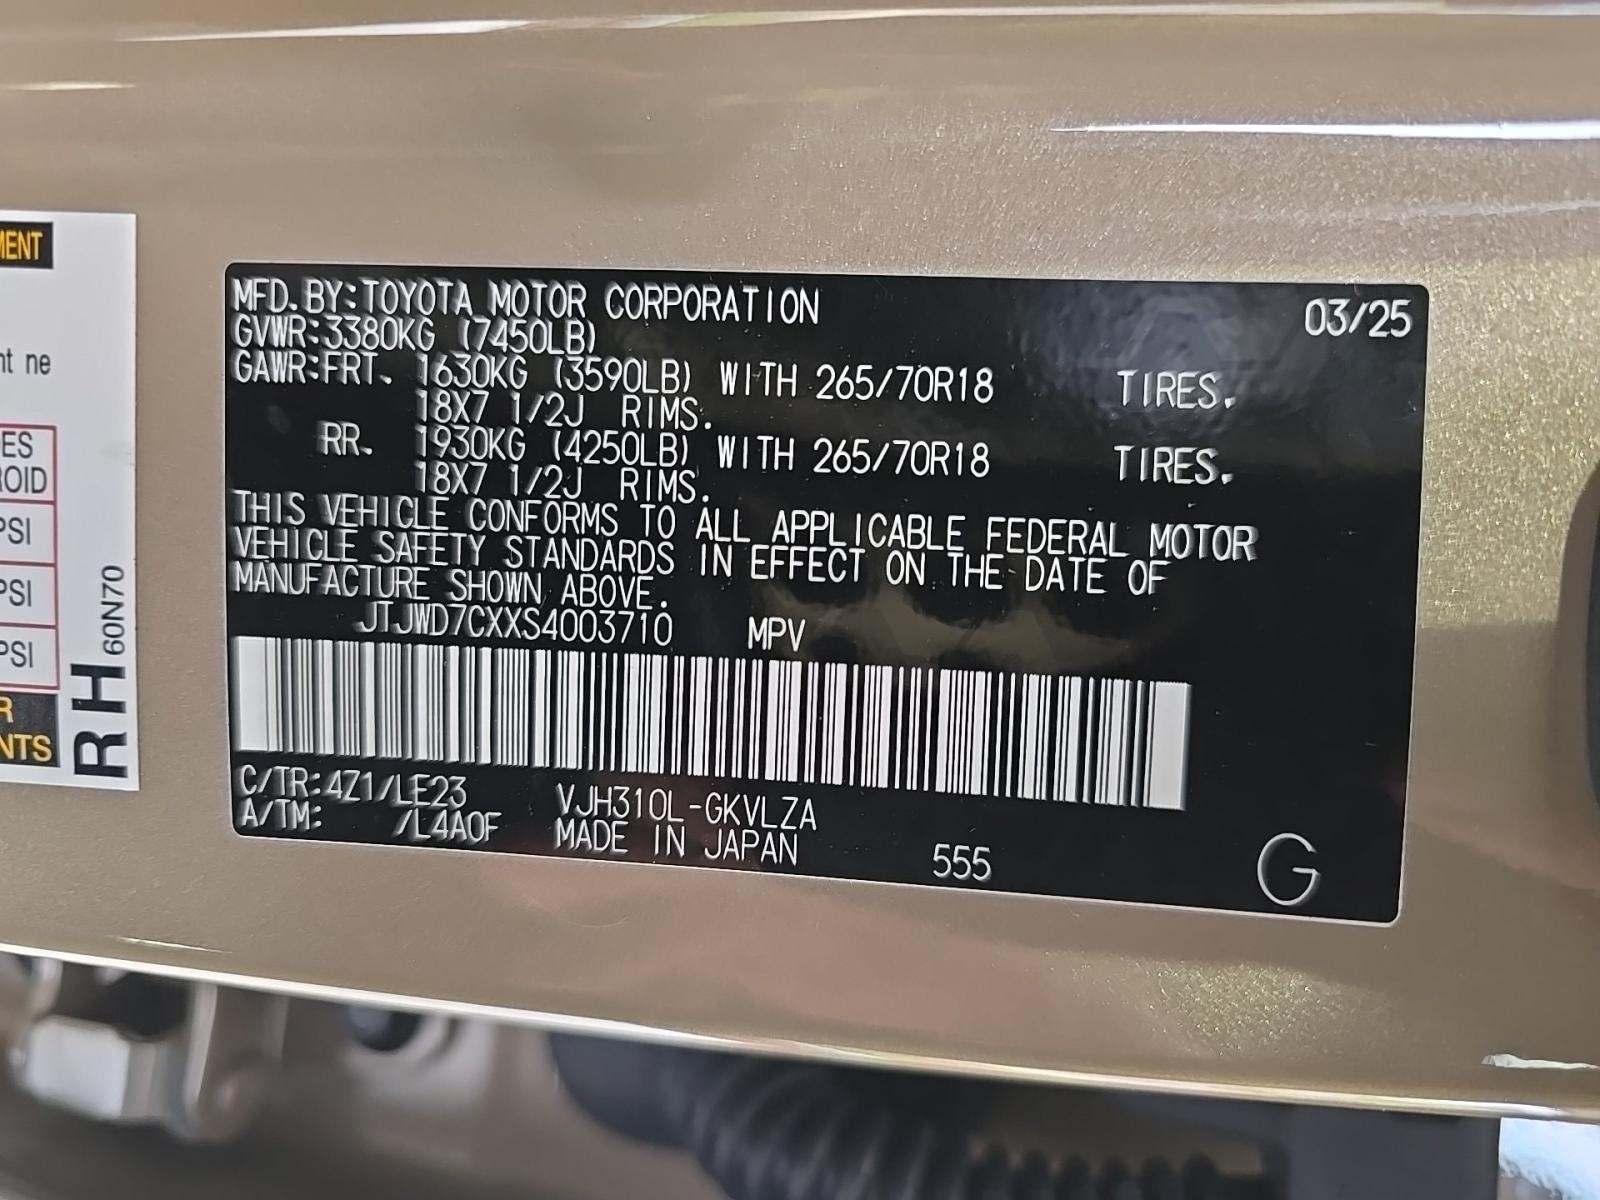 MENT
nt ne
ES
ROID
PSI
PSI
PSI
R
NTS
RH 60N70
MFD. BY:TOYOTA MOTOR CORPORATION 03/25
GVWR:3380KG (7450LB)
GAWR:FRT. 1630KG (3590LB) WITH 265/70R18 TIRES.
18X7 1/2J RIMS.
RR. 1930KG (4250LB) WITH 265/70R18 TIRES.
18X7 1/2J RIMS.
THIS VEHICLE CONFORMS TO ALL APPLICABLE FEDERAL MOTOR
VEHICLE SAFETY STANDARDS IN EFFECT ON THE DATE OF
MANUFACTURE SHOWN ABOVE.
JTJWD7CXXS4003710 MPV
C/TR:4Z1/LE23 VJH310L-GKVLZA
A/TM: /L4A0F MADE IN JAPAN 555 G